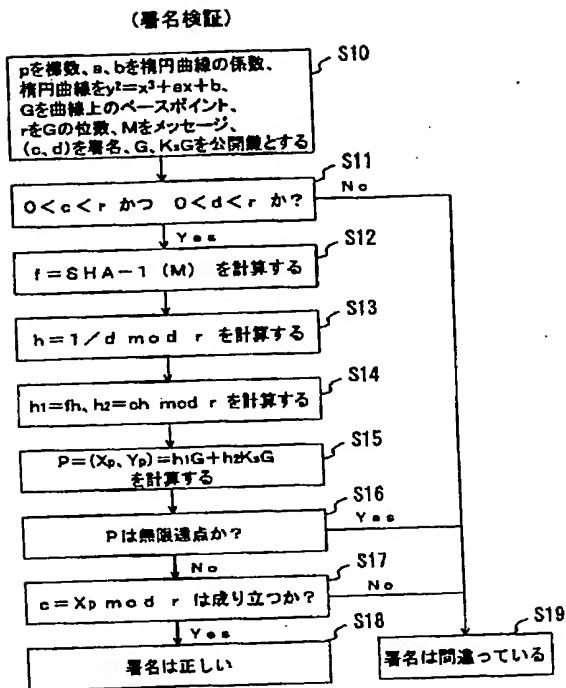 (署名検証)
S10
pを標数、a、bを楕円曲線の係数、
楕円曲線をy²=x³+ax+b、
Gを曲線上のベースポイント、
rをGの位数、Mをメッセージ、
(c、d)を署名、G、KsGを公開鍵とする
S11
0<c<r かつ 0<d<r か?
No
Yes
S12
f=SHA-1(M) を計算する
S13
h=1/d mod r を計算する
S14
h1=fh、h2=ch mod r を計算する
S15
P=(Xp、Yp)=h1G+h2KsG
を計算する
S16
Pは無限遠点か?
Yes
No
S17
c=Xp mod r は成り立つか?
No
Yes
S18
署名は正しい
S19
署名は間違っている